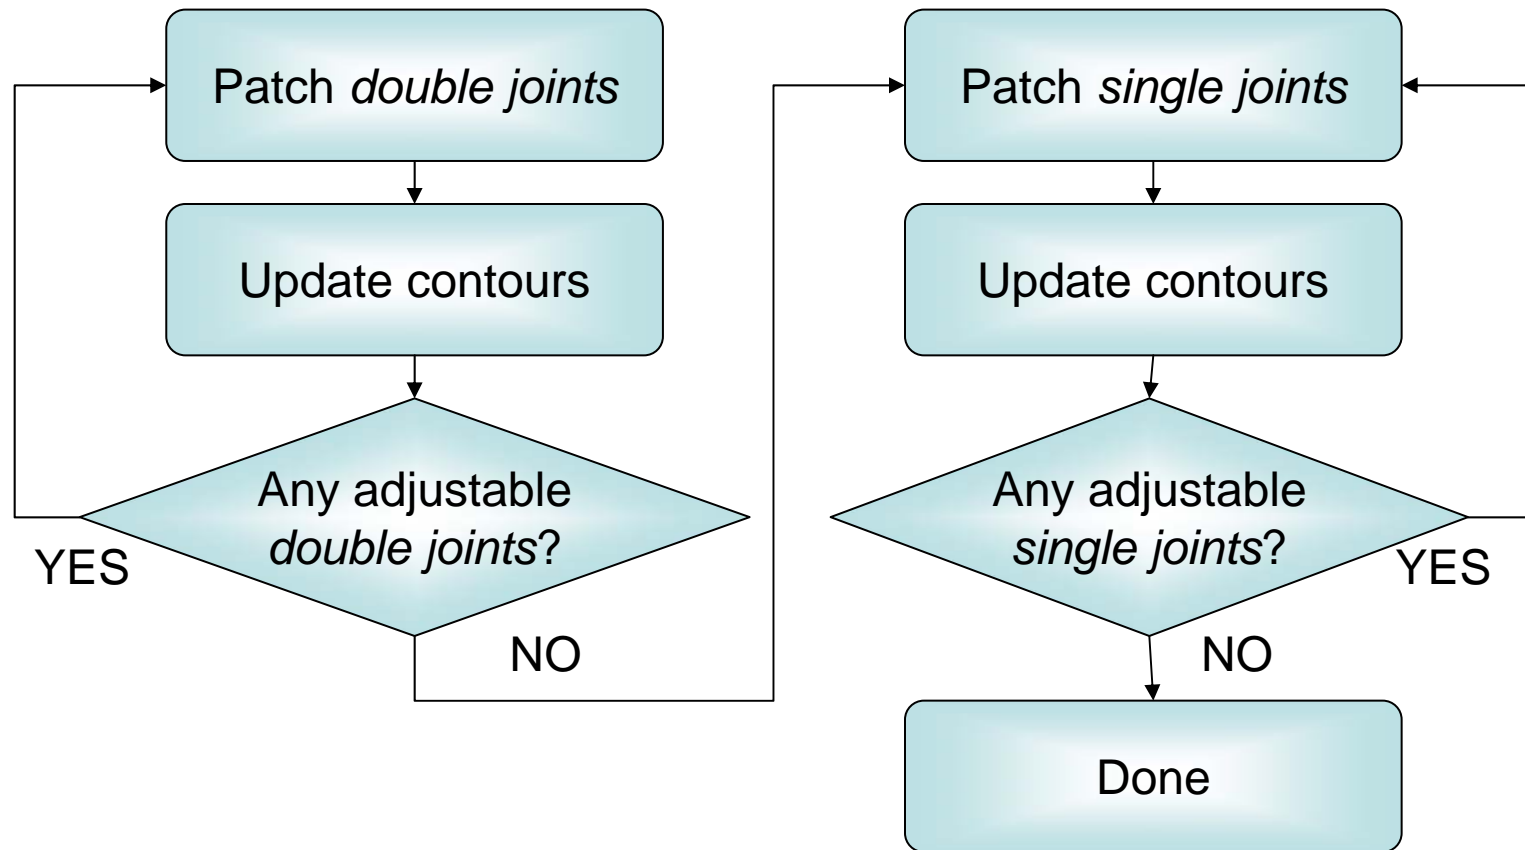 Patch double joints
Update contours
Any adjustable
double joints?
YES
NO
Patch single joints
Update contours
Any adjustable
single joints?
YES
NO
Done